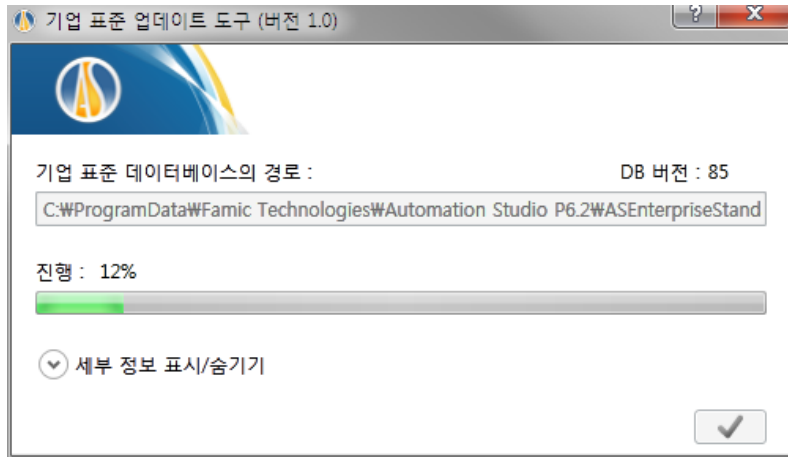 기업 표준 업데이트 도구 (버전 1.0)
?
기업 표준 데이터베이스의 경로 :
DB 버전 : 85
C:₩ProgramData₩Famic Technologies₩Automation Studio P6.2₩ASEnterpriseStand
진행 : 12%
세부 정보 표시/숨기기